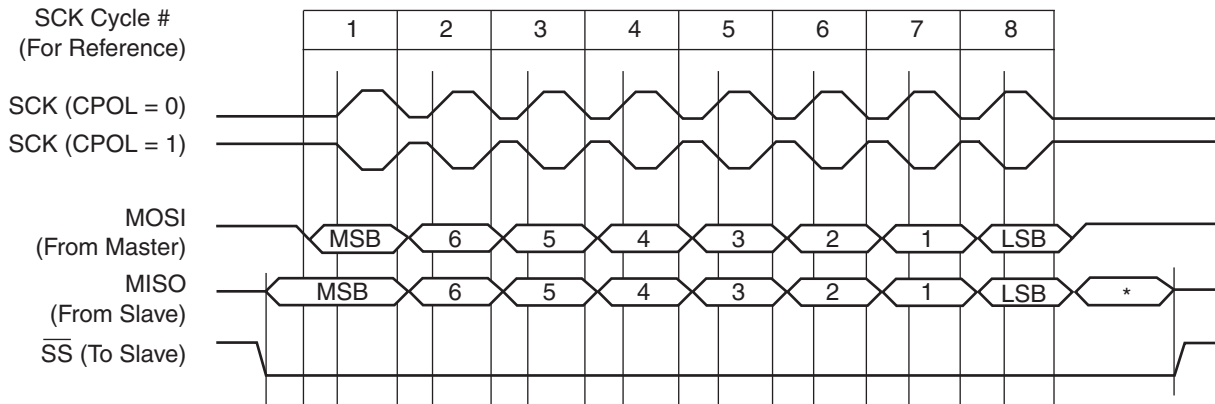 SCK Cycle #
(For Reference)
1 2 3 4 5 6 7 8
SCK (CPOL = 0)
SCK (CPOL = 1)
MOSI
(From Master)
MSB 6 5 4 3 2 1 LSB
MISO
(From Slave)
MSB 6 5 4 3 2 1 LSB *
S̅S̅ (To Slave)